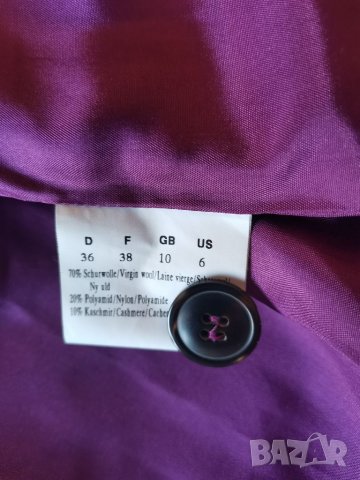 D F GB US
36 38 10 6
70% Schurwolle/Virgin wool/Laine vierge/
Ny uld
20% Polyamid/Nylon/Polyamide
10% Kaschmir/Cashmere/
BAZAR